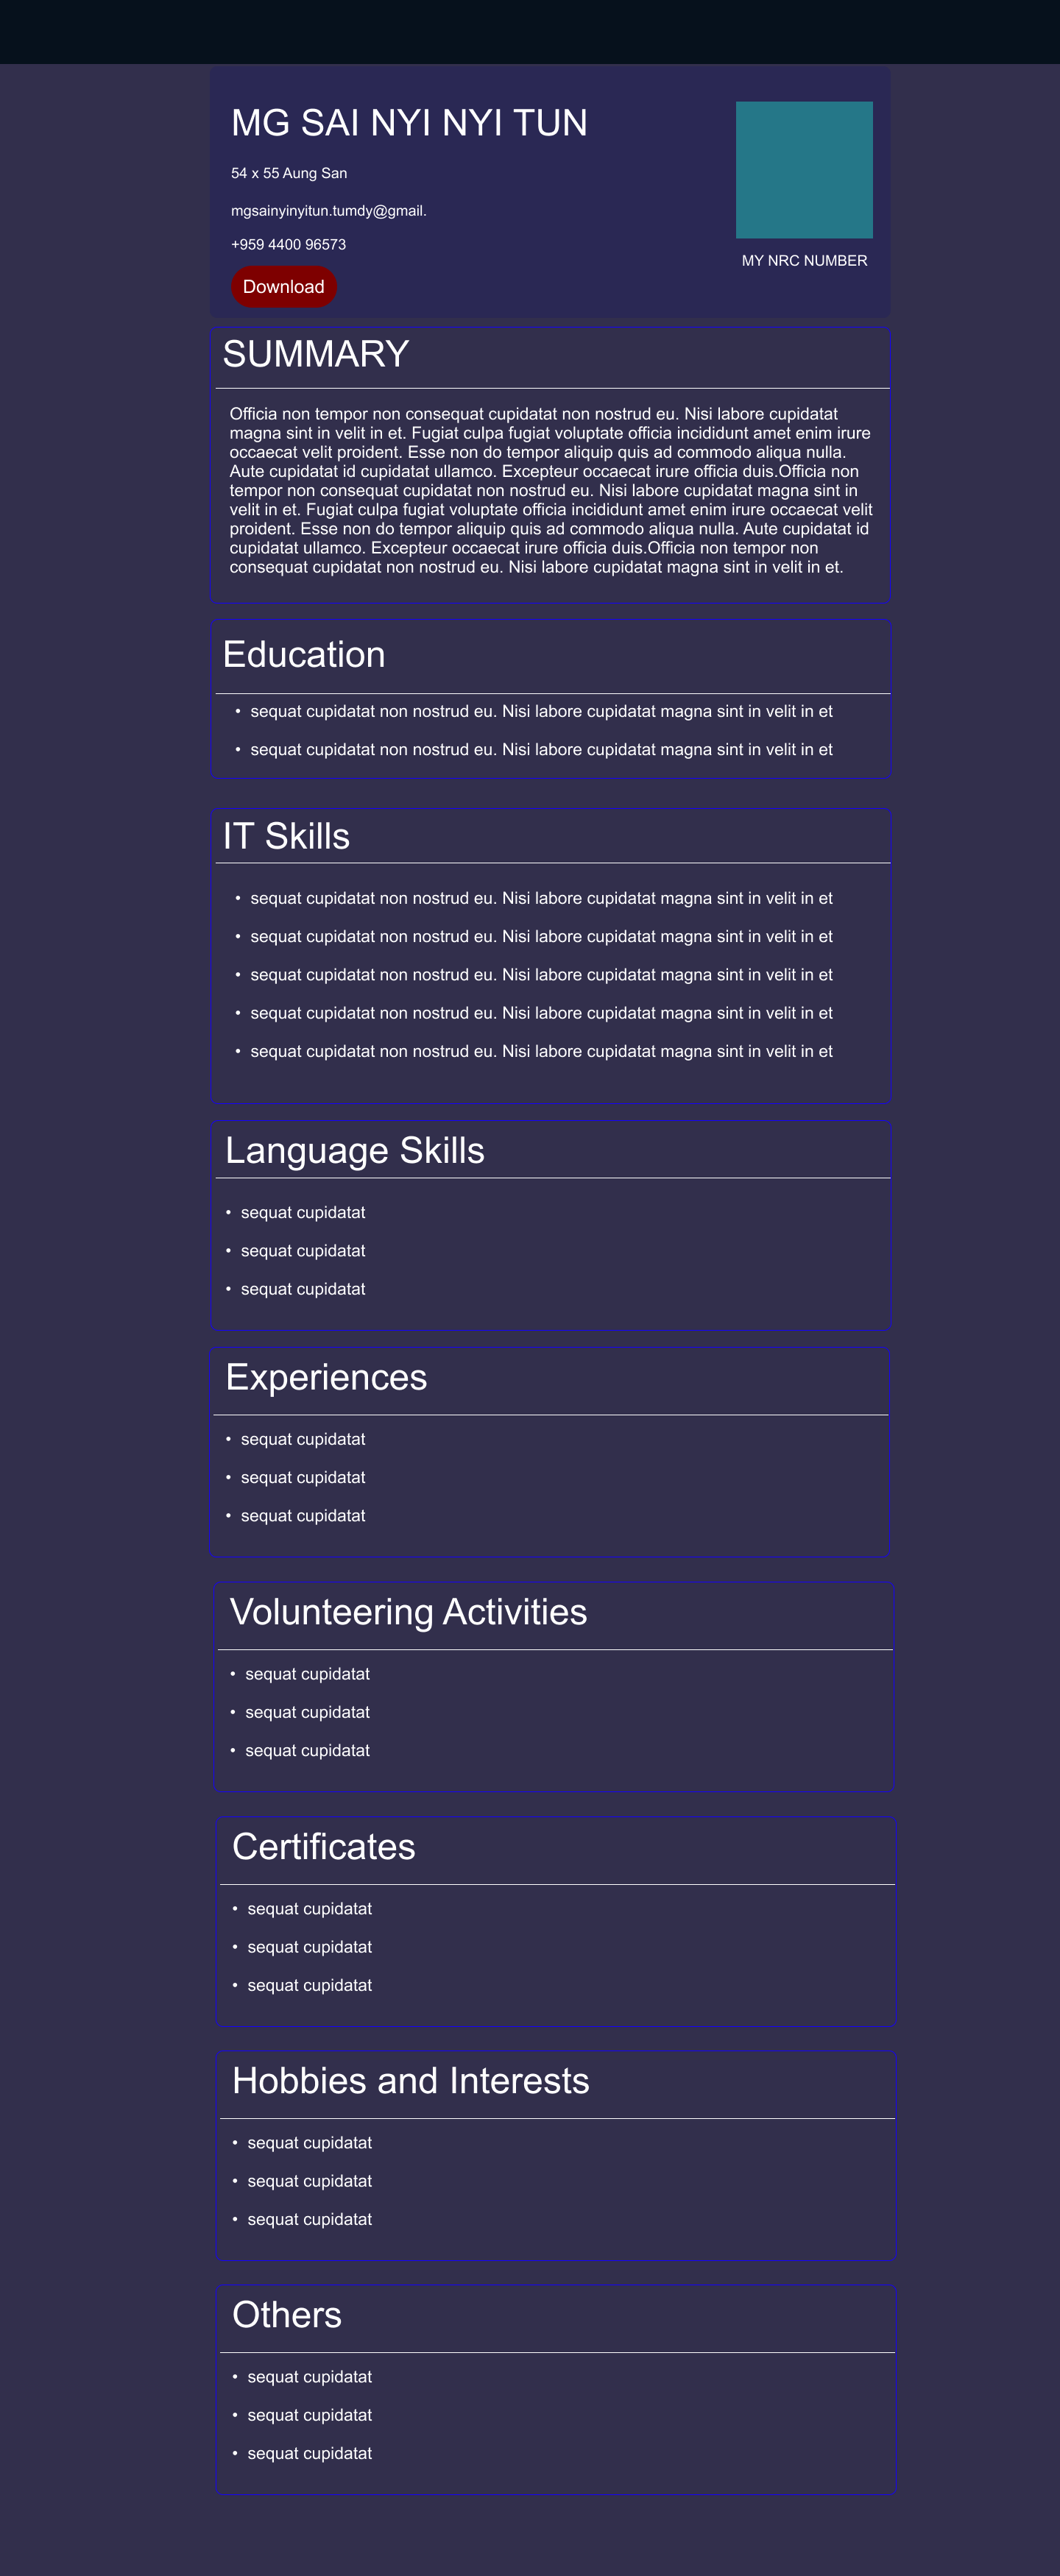 MG SAI NYI NYI TUN
54 x 55 Aung San
mgsainyinyitun.tumdy@gmail.
+959 4400 96573
MY NRC NUMBER
Download
SUMMARY
Officia non tempor non consequat cupidatat non nostrud eu. Nisi labore cupidatat
magna sint in velit in et. Fugiat culpa fugiat voluptate officia incididunt amet enim irure
occaecat velit proident. Esse non do tempor aliquip quis ad commodo aliqua nulla.
Aute cupidatat id cupidatat ullamco. Excepteur occaecat irure officia duis.Officia non
tempor non consequat cupidatat non nostrud eu. Nisi labore cupidatat magna sint in
velit in et. Fugiat culpa fugiat voluptate officia incididunt amet enim irure occaecat velit
proident. Esse non do tempor aliquip quis ad commodo aliqua nulla. Aute cupidatat id
cupidatat ullamco. Excepteur occaecat irure officia duis.Officia non tempor non
consequat cupidatat non nostrud eu. Nisi labore cupidatat magna sint in velit in et.
Education
• sequat cupidatat non nostrud eu. Nisi labore cupidatat magna sint in velit in et
• sequat cupidatat non nostrud eu. Nisi labore cupidatat magna sint in velit in et
IT Skills
• sequat cupidatat non nostrud eu. Nisi labore cupidatat magna sint in velit in et
• sequat cupidatat non nostrud eu. Nisi labore cupidatat magna sint in velit in et
• sequat cupidatat non nostrud eu. Nisi labore cupidatat magna sint in velit in et
• sequat cupidatat non nostrud eu. Nisi labore cupidatat magna sint in velit in et
• sequat cupidatat non nostrud eu. Nisi labore cupidatat magna sint in velit in et
Language Skills
• sequat cupidatat
• sequat cupidatat
• sequat cupidatat
Experiences
• sequat cupidatat
• sequat cupidatat
• sequat cupidatat
Volunteering Activities
• sequat cupidatat
• sequat cupidatat
• sequat cupidatat
Certificates
• sequat cupidatat
• sequat cupidatat
• sequat cupidatat
Hobbies and Interests
• sequat cupidatat
• sequat cupidatat
• sequat cupidatat
Others
• sequat cupidatat
• sequat cupidatat
• sequat cupidatat